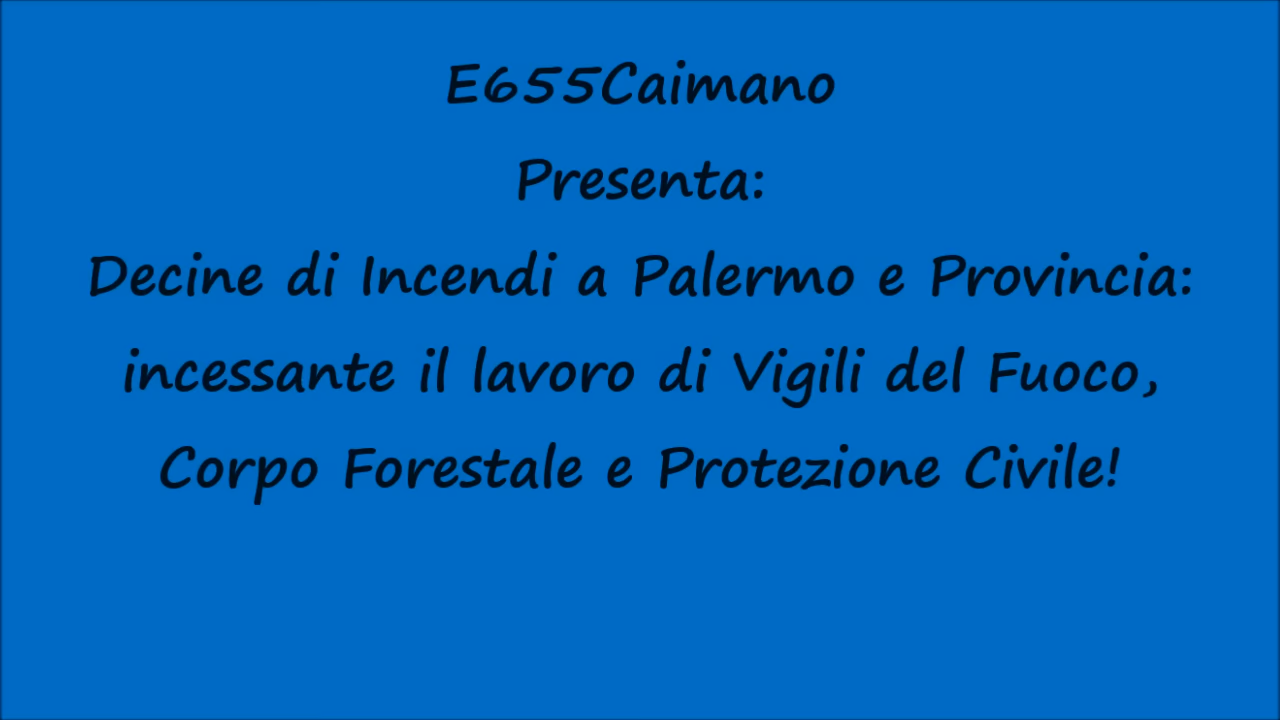 E655Caimano
Presenta:
Decine di Incendi a Palermo e Provincia:
incessante il lavoro di Vigili del Fuoco,
Corpo Forestale e Protezione Civile!